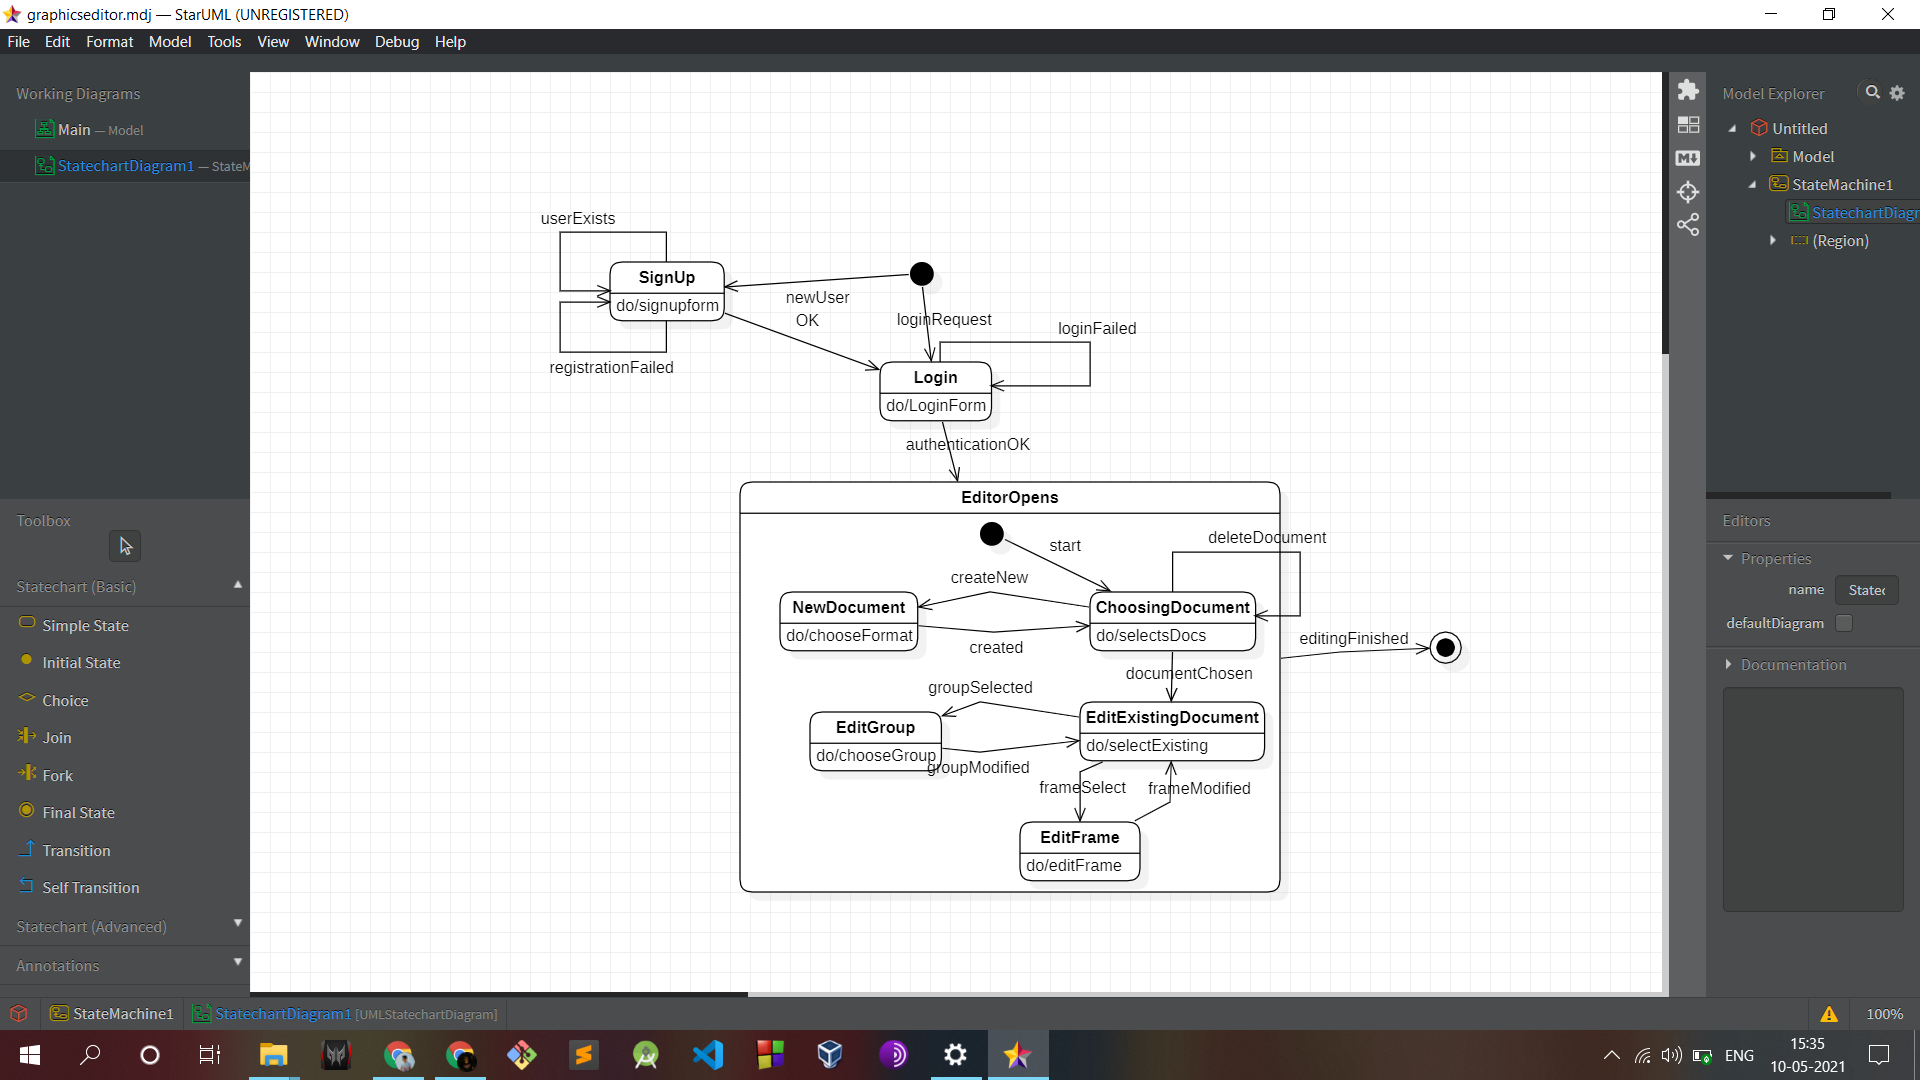 graphicseditor.mdj — StarUML (UNREGISTERED)
File Edit Format Model Tools View Window Debug Help
Working Diagrams
Main — Model
StatechartDiagram1 — StateM
Toolbox
Statechart (Basic)
Simple State
Initial State
Choice
Join
Fork
Final State
Transition
Self Transition
Statechart (Advanced)
Annotations
userExists
SignUp
do/signupform
registrationFailed
newUser
OK
loginRequest
loginFailed
Login
do/LoginForm
authenticationOK
EditorOpens
start
deleteDocument
createNew
NewDocument
do/chooseFormat
ChoosingDocument
do/selectsDocs
created
editingFinished
documentChosen
groupSelected
EditGroup
do/chooseGroup
EditExistingDocument
do/selectExisting
groupModified
frameSelect
frameModified
EditFrame
do/editFrame
M
Model Explorer
Untitled
Model
StateMachine1
StatechartDiagr
(Region)
Editors
Properties
name Statec
defaultDiagram
Documentation
StateMachine1 StatechartDiagram1 [UMLStatechartDiagram]
100%
ENG
15:35
10-05-2021